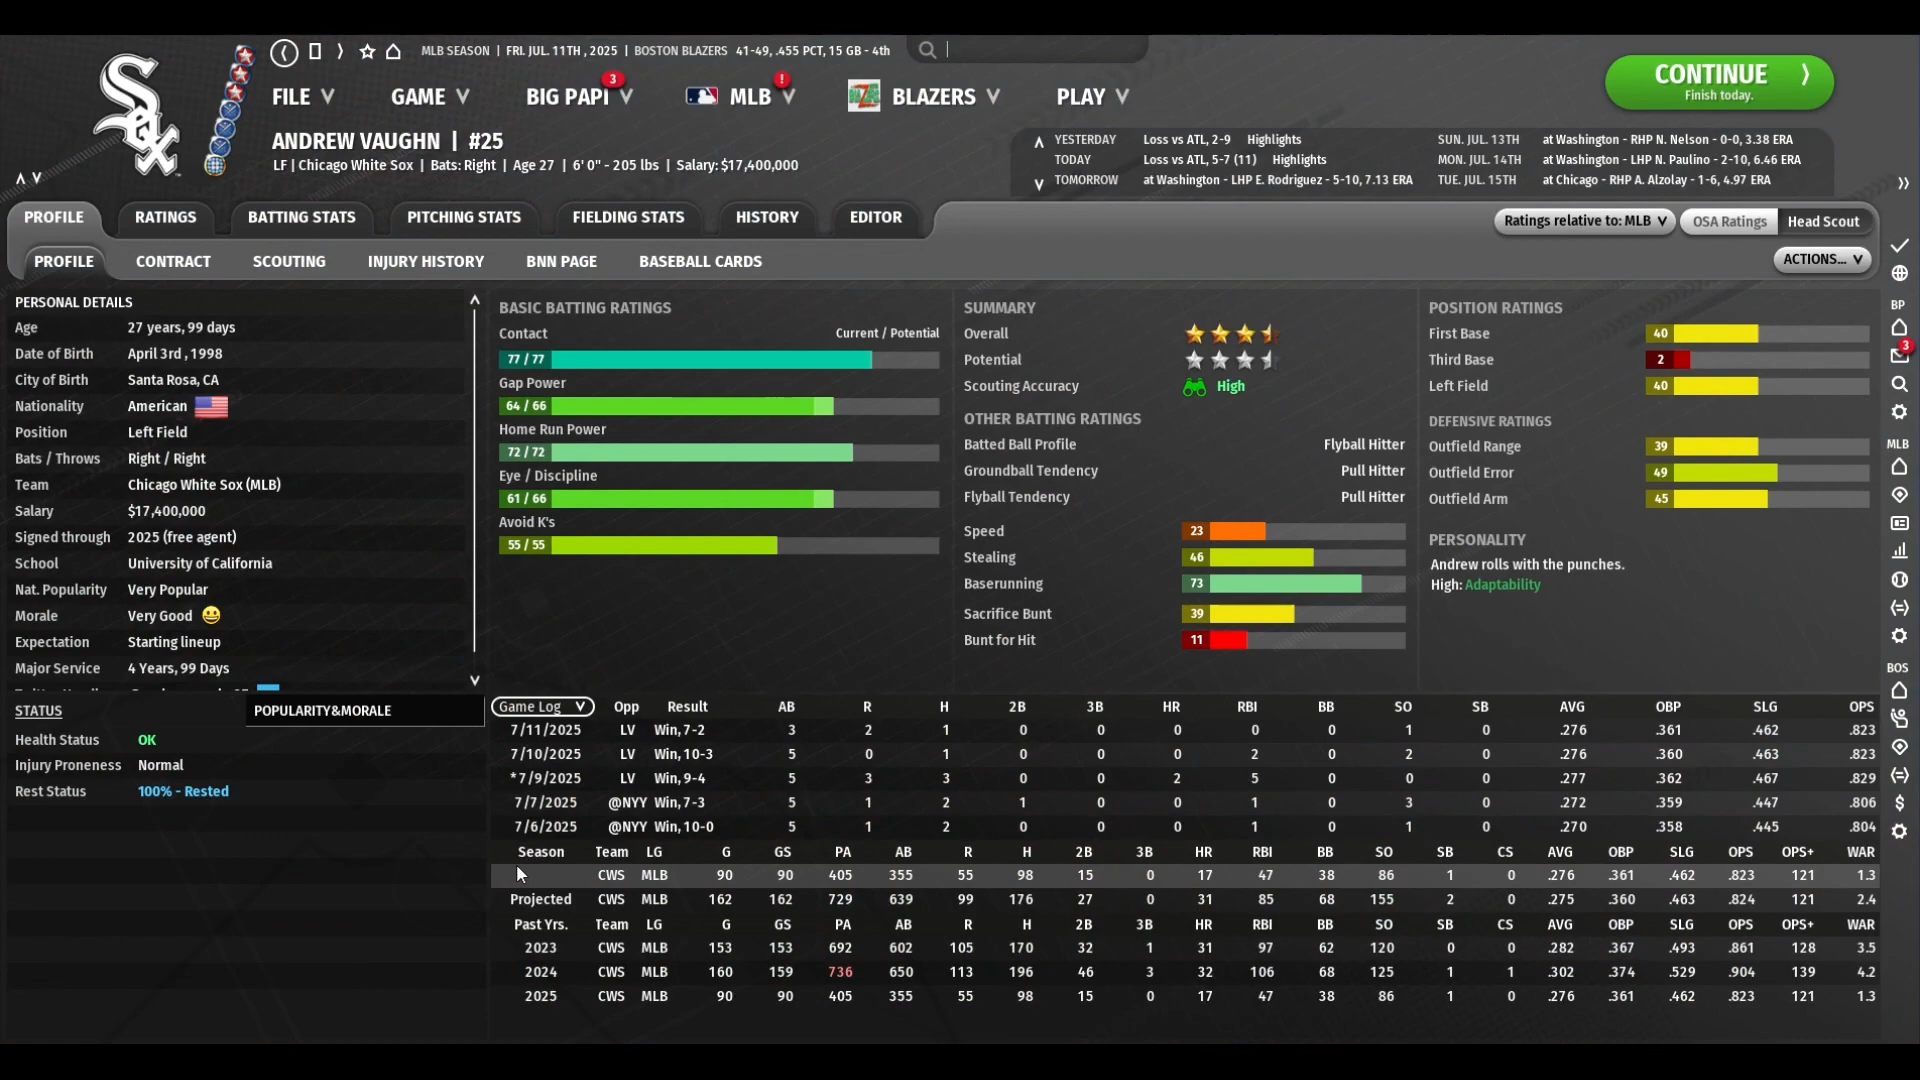 MLB SEASON | FRI. JUL. 11TH , 2025 | BOSTON BLAZERS 41-49, .455 PCT, 15 GB - 4th
FILE GAME BIG PAPI 3 MLB ! BLAZERS PLAY
CONTINUE
Finish today.
ANDREW VAUGHN | #25
LF | Chicago White Sox | Bats: Right | Age 27 | 6' 0" - 205 lbs | Salary: $17,400,000
YESTERDAY Loss vs ATL, 2-9 Highlights SUN. JUL. 13TH at Washington - RHP N. Nelson - 0-0, 3.38 ERA
TODAY Loss vs ATL, 5-7 (11) Highlights MON. JUL. 14TH at Washington - LHP N. Paulino - 2-10, 6.46 ERA
TOMORROW at Washington - LHP E. Rodriguez - 5-10, 7.13 ERA TUE. JUL. 15TH at Chicago - RHP A. Alzolay - 1-6, 4.97 ERA
PROFILE RATINGS BATTING STATS PITCHING STATS FIELDING STATS HISTORY EDITOR Ratings relative to: MLB OSA Ratings Head Scout
PROFILE CONTRACT SCOUTING INJURY HISTORY BNN PAGE BASEBALL CARDS ACTIONS...
PERSONAL DETAILS
Age 27 years, 99 days
Date of Birth April 3rd , 1998
City of Birth Santa Rosa, CA
Nationality American
Position Left Field
Bats / Throws Right / Right
Team Chicago White Sox (MLB)
Salary $17,400,000
Signed through 2025 (free agent)
School University of California
Nat. Popularity Very Popular
Morale Very Good
Expectation Starting lineup
Major Service 4 Years, 99 Days
BASIC BATTING RATINGS
Contact Current / Potential
77 / 77
Gap Power
64 / 66
Home Run Power
72 / 72
Eye / Discipline
61 / 66
Avoid K's
55 / 55
SUMMARY
Overall
Potential
Scouting Accuracy High
OTHER BATTING RATINGS
Batted Ball Profile Flyball Hitter
Groundball Tendency Pull Hitter
Flyball Tendency Pull Hitter
Speed 23
Stealing 46
Baserunning 73
Sacrifice Bunt 39
Bunt for Hit 11
POSITION RATINGS
First Base 40
Third Base 2
Left Field 40
DEFENSIVE RATINGS
Outfield Range 39
Outfield Error 49
Outfield Arm 45
PERSONALITY
Andrew rolls with the punches.
High: Adaptability
BP
3
MLB
BOS
STATUS POPULARITY&MORALE
Health Status OK
Injury Proneness Normal
Rest Status 100% - Rested
Game Log Opp Result AB R H 2B 3B HR RBI BB SO SB AVG OBP SLG OPS
7/11/2025 LV Win, 7-2 3 2 1 0 0 0 0 0 1 0 .276 .361 .462 .823
7/10/2025 LV Win, 10-3 5 0 1 0 0 0 2 0 2 0 .276 .360 .463 .823
*7/9/2025 LV Win, 9-4 5 3 3 0 0 2 5 0 0 0 .277 .362 .467 .829
7/7/2025 @NYY Win, 7-3 5 1 2 1 0 0 1 0 3 0 .272 .359 .447 .806
7/6/2025 @NYY Win, 10-0 5 1 2 0 0 0 1 0 1 0 .270 .358 .445 .804
Season Team LG G GS PA AB R H 2B 3B HR RBI BB SO SB CS AVG OBP SLG OPS OPS+ WAR
CWS MLB 90 90 405 355 55 98 15 0 17 47 38 86 1 0 .276 .361 .462 .823 121 1.3
Projected CWS MLB 162 162 729 639 99 176 27 0 31 85 68 155 2 0 .275 .360 .463 .824 121 2.4
Past Yrs. Team LG G GS PA AB R H 2B 3B HR RBI BB SO SB CS AVG OBP SLG OPS OPS+ WAR
2023 CWS MLB 153 153 692 602 105 170 32 1 31 97 62 120 0 0 .282 .367 .493 .861 128 3.5
2024 CWS MLB 160 159 736 650 113 196 46 3 32 106 68 125 1 1 .302 .374 .529 .904 139 4.2
2025 CWS MLB 90 90 405 355 55 98 15 0 17 47 38 86 1 0 .276 .361 .462 .823 121 1.3